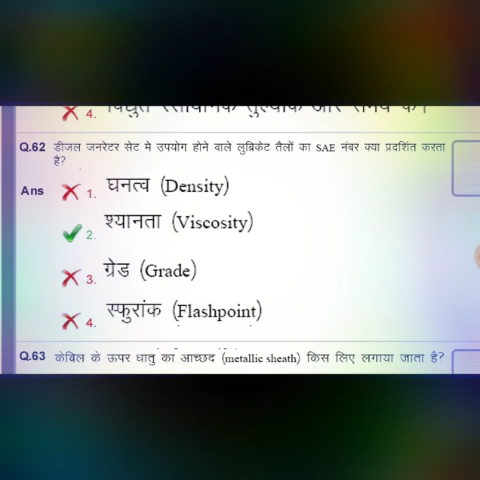 4.
Q.62 डीजल जनरेटर सेट मे उपयोग होने वाले लुब्रिकेट तैलों का SAE नंबर क्या प्रदर्शित करता
है?
Ans 1. घनत्व (Density)
2. श्यानता (Viscosity)
3. ग्रेड (Grade)
4. स्फुरांक (Flashpoint)
Q.63 केबिल के ऊपर धातु का आच्छद (metallic sheath) किस लिए लगाया जाता है?